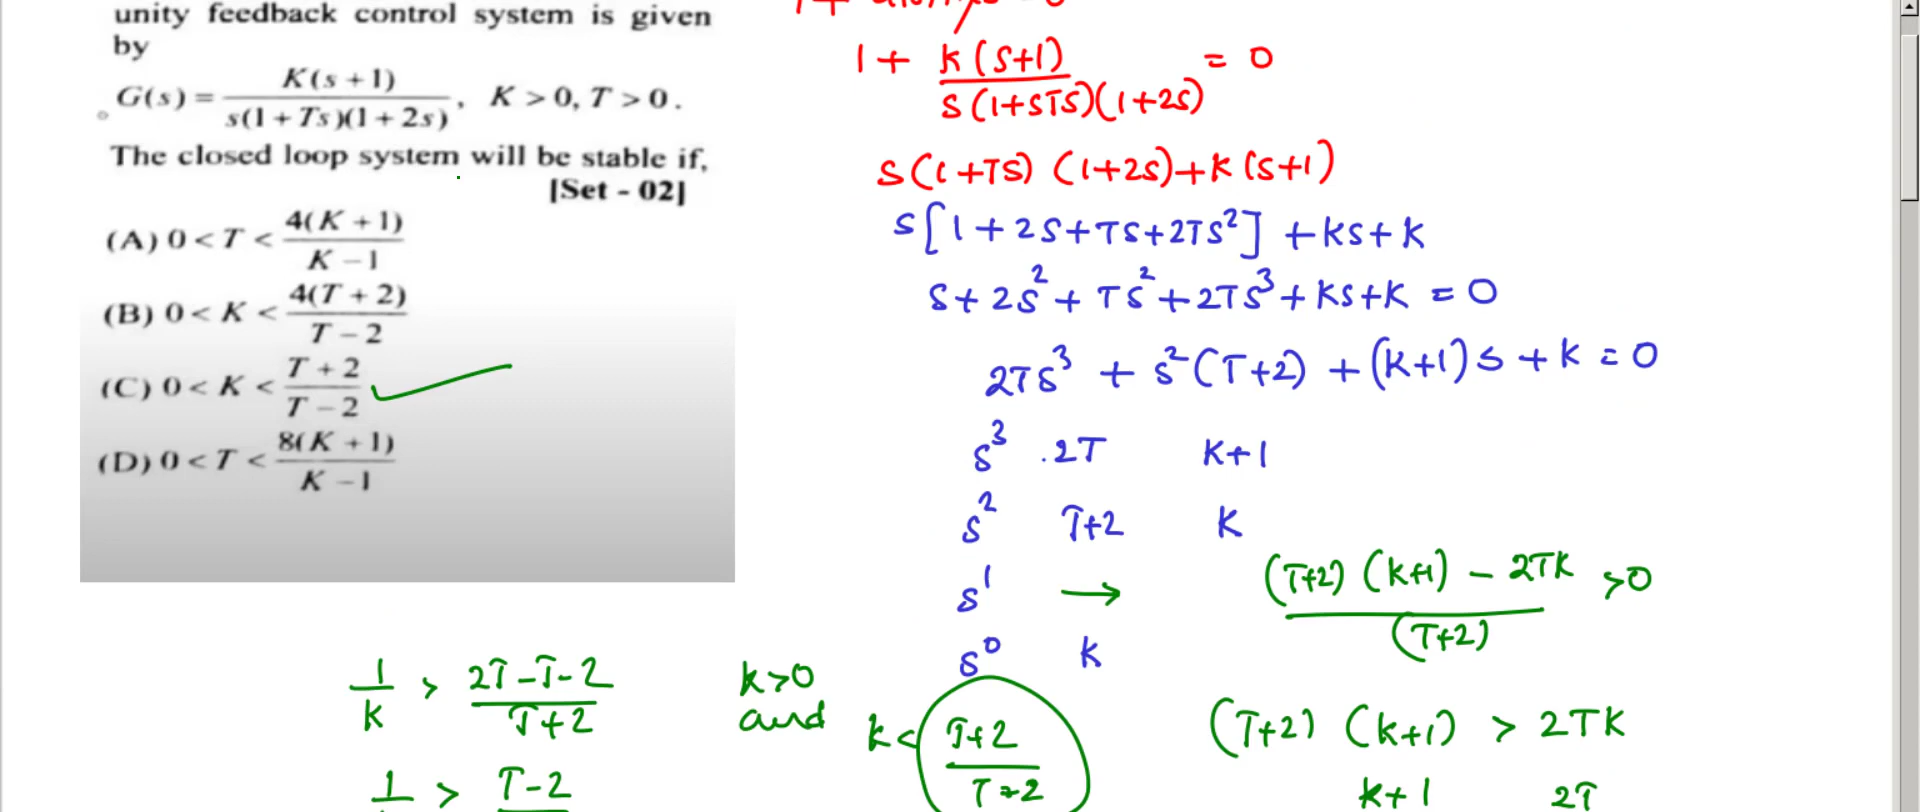 unity feedback control system is given
by
G(s) = K(s + 1) / s(1 + Ts)(1 + 2s) , K > 0, T > 0.
The closed loop system will be stable if,
[Set - 02]
(A) 0 < T < 4(K + 1) / K − 1
(B) 0 < K < 4(T + 2) / T − 2
(C) 0 < K < T + 2 / T − 2
(D) 0 < T < 8(K + 1) / K − 1
1 + k(s+1) / s(1+sTs)(1+2s) = 0
s(1+Ts) (1+2s)+k(s+1)
s[1+2s+Ts+2Ts²] +ks+k
s+2s²+Ts²+2Ts³+ks+k = 0
2Ts³ + s²(T+2) + (k+1)s + k = 0
s³ .2T k+1
s² T+2 k
s¹ → (T+2) (k+1) − 2Tk / (T+2) >0
s⁰ k
(T+2) (k+1) > 2Tk
k+1 2T
1/k > 2T-T-2 / T+2
k>0
and k< T+2 / T-2
> T-2